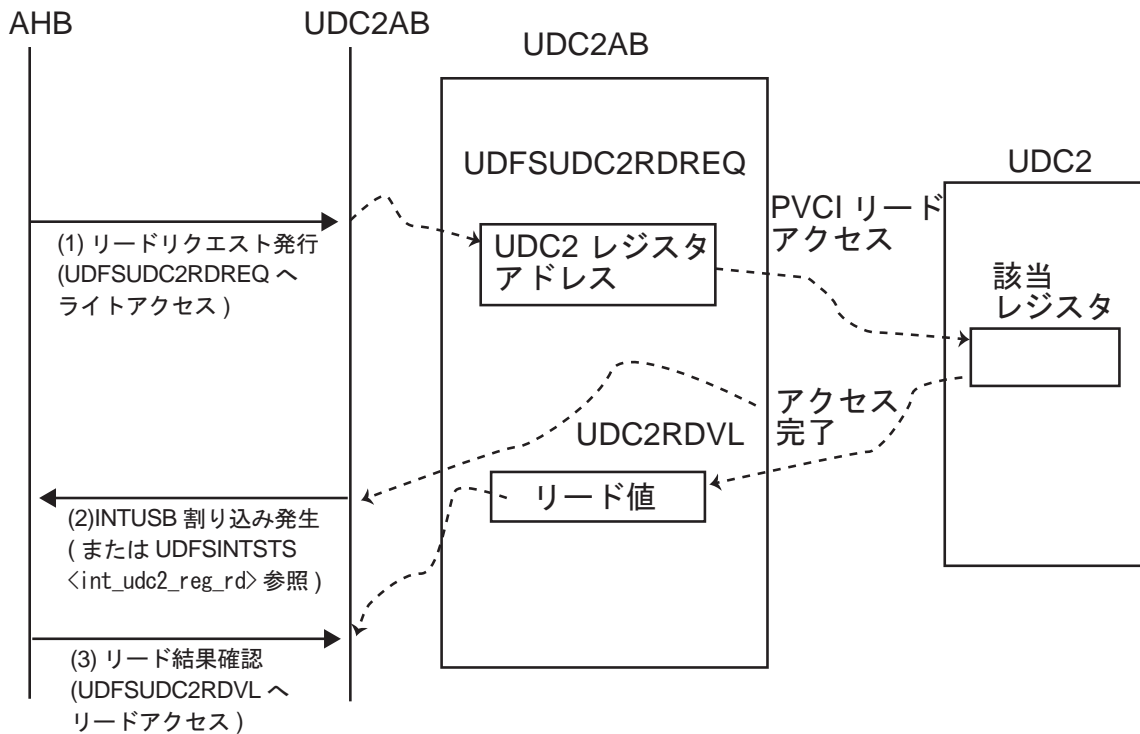 AHB
UDC2AB
UDC2AB
UDFSUDC2RDREQ
UDC2
PVCI リード
アクセス
(1) リードリクエスト発行
(UDFSUDC2RDREQ へ
ライトアクセス )
UDC2 レジスタ
アドレス
該当
レジスタ
アクセス
完了
UDC2RDVL
リード値
(2)INTUSB 割り込み発生
( または UDFSINTSTS
<int_udc2_reg_rd> 参照 )
(3) リード結果確認
(UDFSUDC2RDVL へ
リードアクセス )